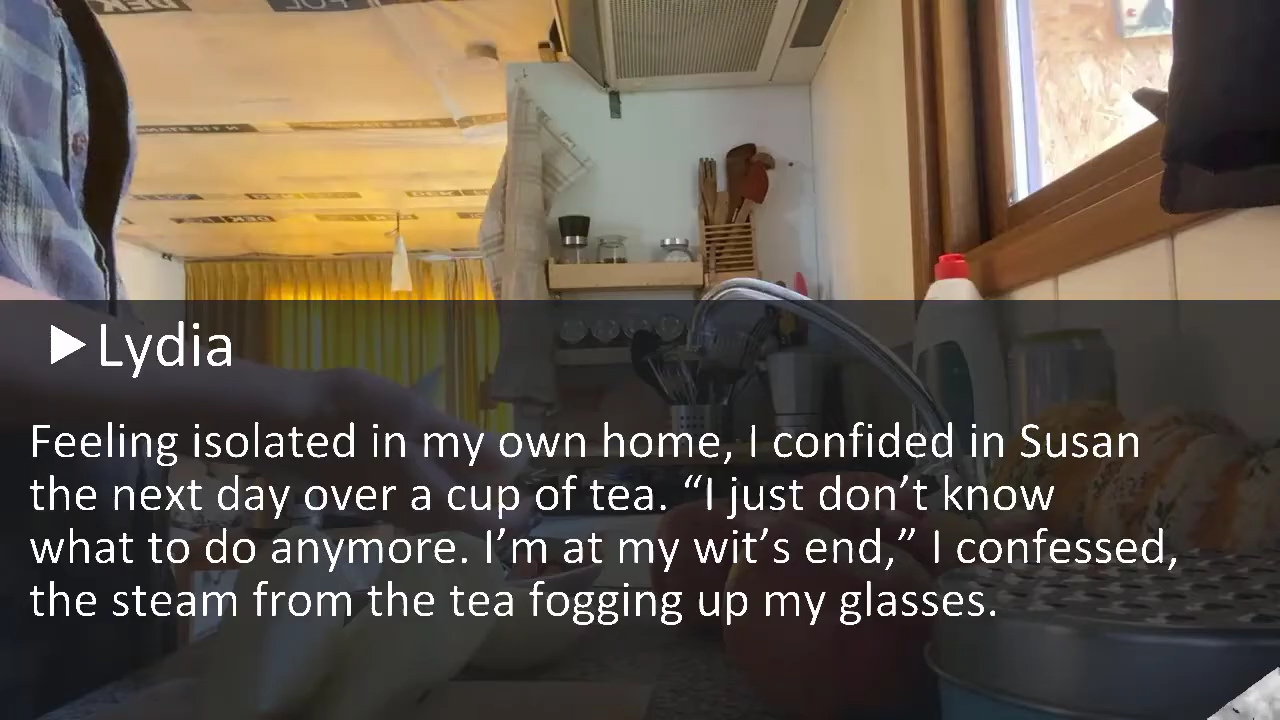 Lydia
Feeling isolated in my own home, I confided in Susan
the next day over a cup of tea. “I just don’t know
what to do anymore. I’m at my wit’s end,” I confessed,
the steam from the tea fogging up my glasses.